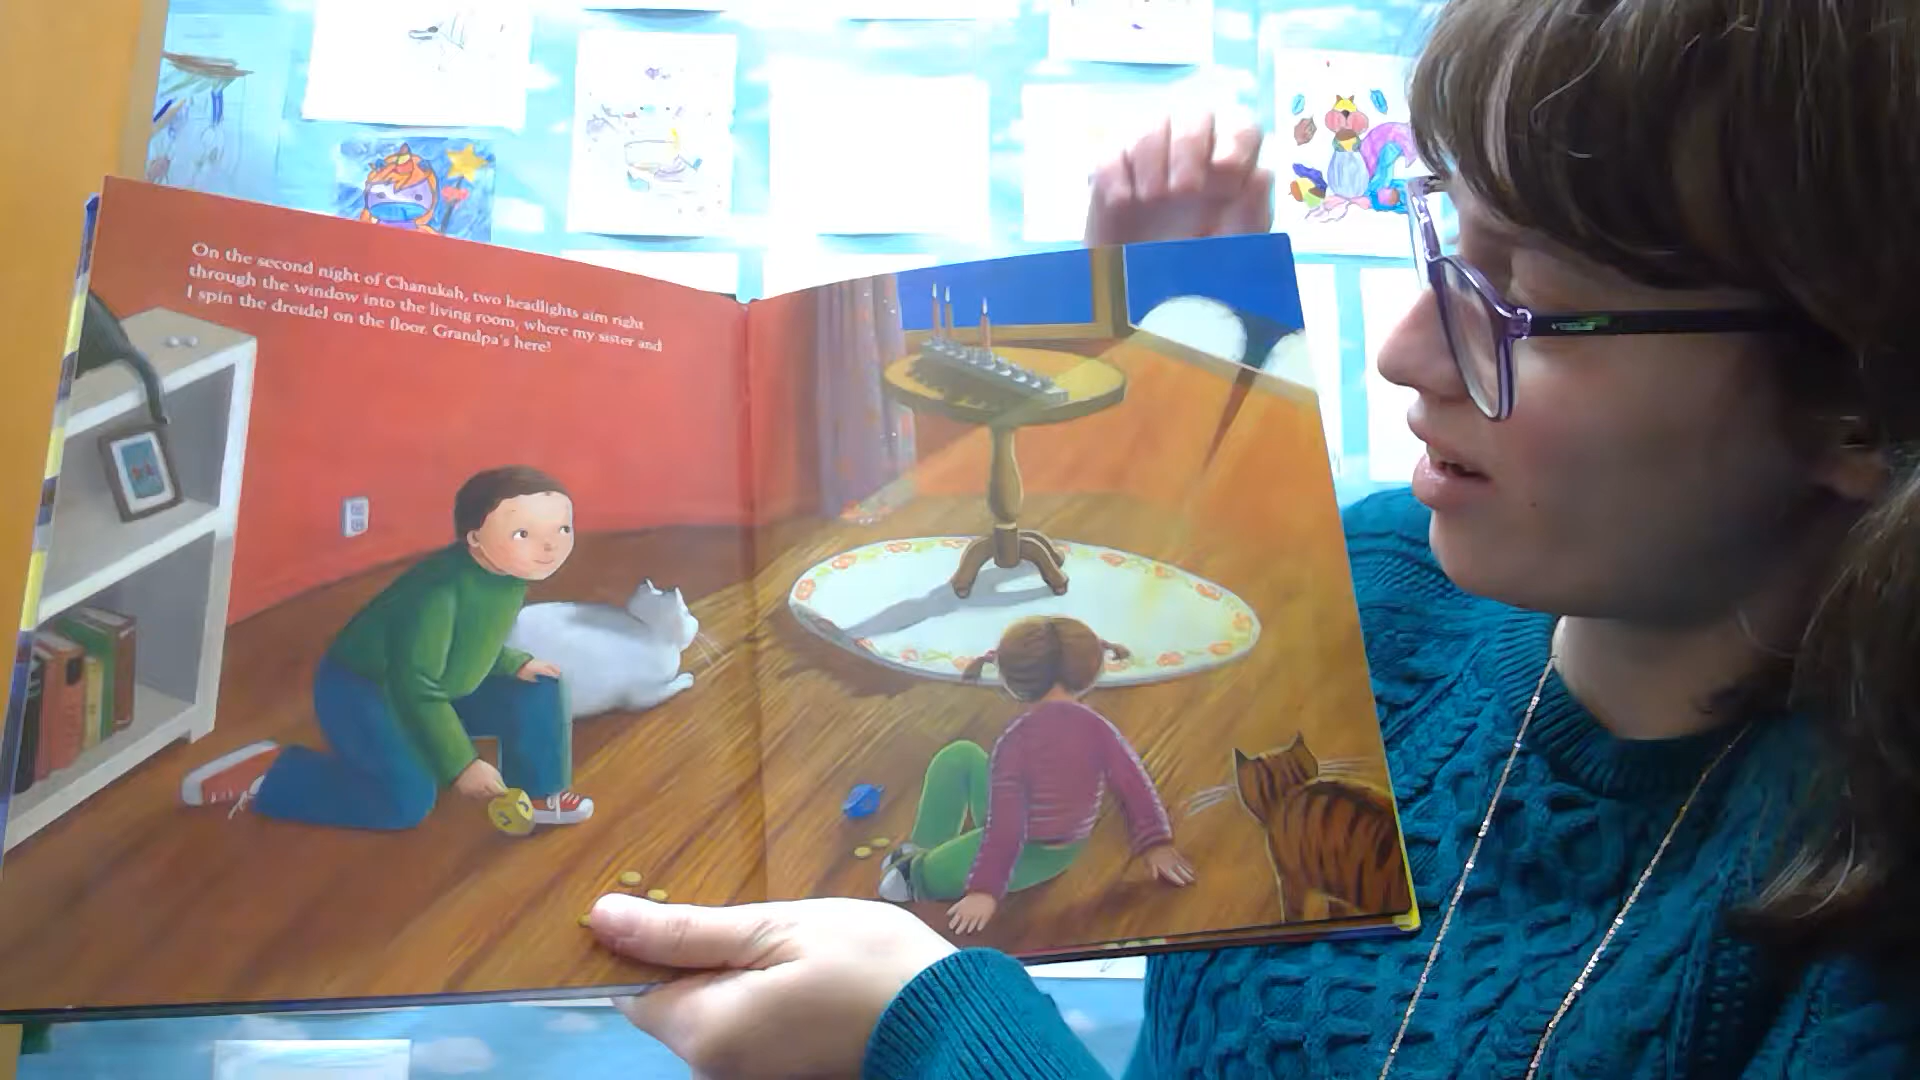 On the second night of Chanukah, two headlights aim right
through the window into the living room, where my sister and
I spin the dreidel on the floor. Grandpa's here!